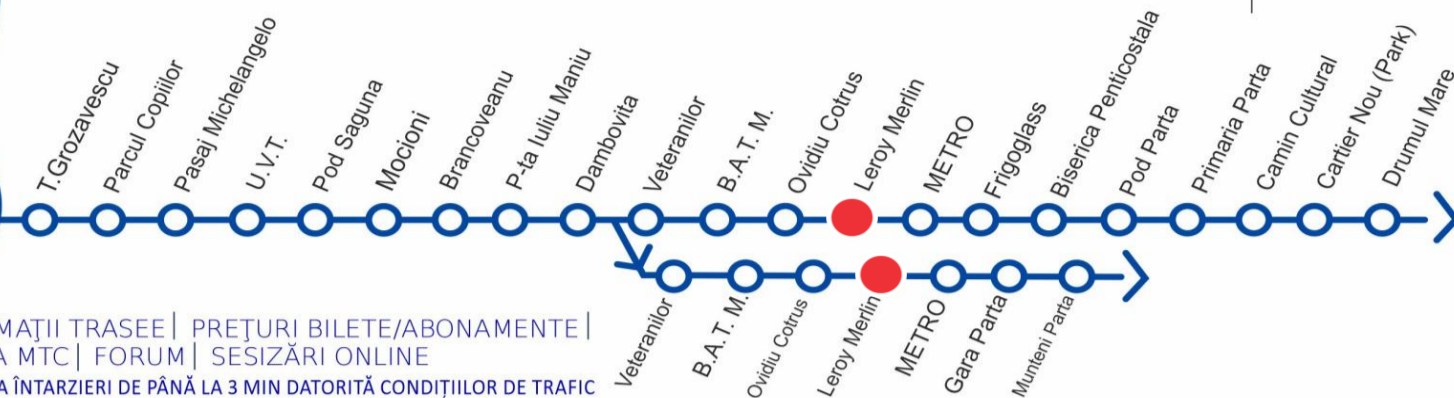 T.Grozavescu
Parcul Copiilor
Pasaj Michelangelo
U.V.T.
Pod Saguna
Mocioni
Brancoveanu
P-ta Iuliu Maniu
Dambovita
Veteranilor
B.A.T. M.
Ovidiu Cotrus
Leroy Merlin
METRO
Frigoglass
Biserica Penticostala
Pod Parta
Primaria Parta
Camin Cultural
Cartier Nou (Park)
Drumul Mare
Veteranilor
B.A.T. M.
Ovidiu Cotrus
Leroy Merlin
METRO
Gara Parta
Munteni Parta
MAŢII TRASEE| PREŢURI BILETE/ABONAMENTE|
A MTC| FORUM| SESIZĂRI ONLINE
A ÎNTARZIERI DE PÂNĂ LA 3 MIN DATORITĂ CONDIȚIILOR DE TRAFIC